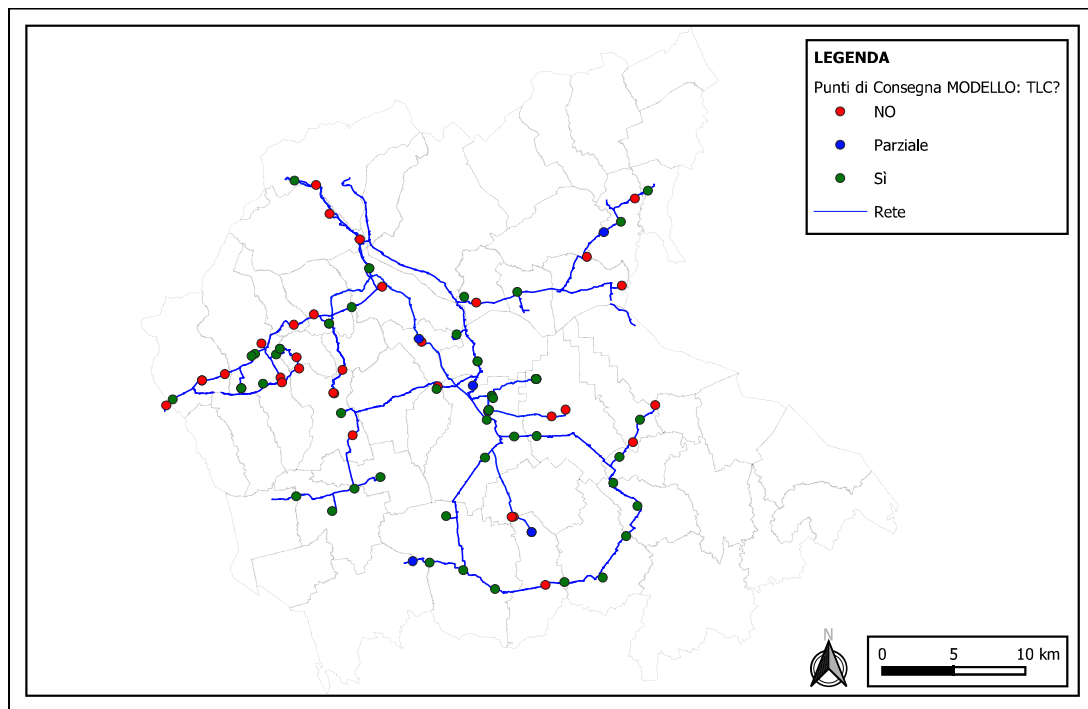 LEGENDA
Punti di Consegna MODELLO: TLC?
NO
Parziale
Sì
Rete
N
0 5 10 km